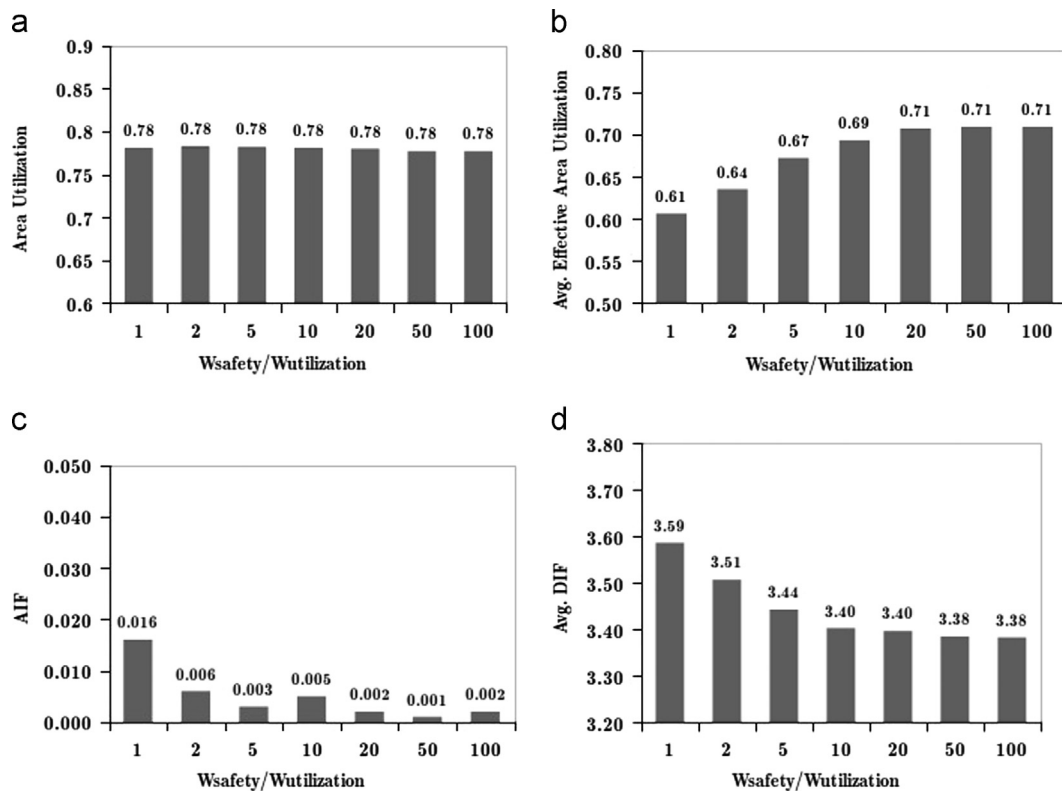 a
0.9
0.85
0.8
0.75
0.7
0.65
0.6
Area Utilization
0.78 0.78 0.78 0.78 0.78 0.78 0.78
1 2 5 10 20 50 100
Wsafety/Wutilization
b
0.80
0.75
0.70
0.65
0.60
0.55
0.50
Avg. Effective Area Utilization
0.61 0.64 0.67 0.69 0.71 0.71 0.71
1 2 5 10 20 50 100
Wsafety/Wutilization
c
0.050
0.040
0.030
0.020
0.010
0.000
AIF
0.016 0.006 0.003 0.005 0.002 0.001 0.002
1 2 5 10 20 50 100
Wsafety/Wutilization
d
3.80
3.70
3.60
3.50
3.40
3.30
3.20
Avg. DIF
3.59 3.51 3.44 3.40 3.40 3.38 3.38
1 2 5 10 20 50 100
Wsafety/Wutilization